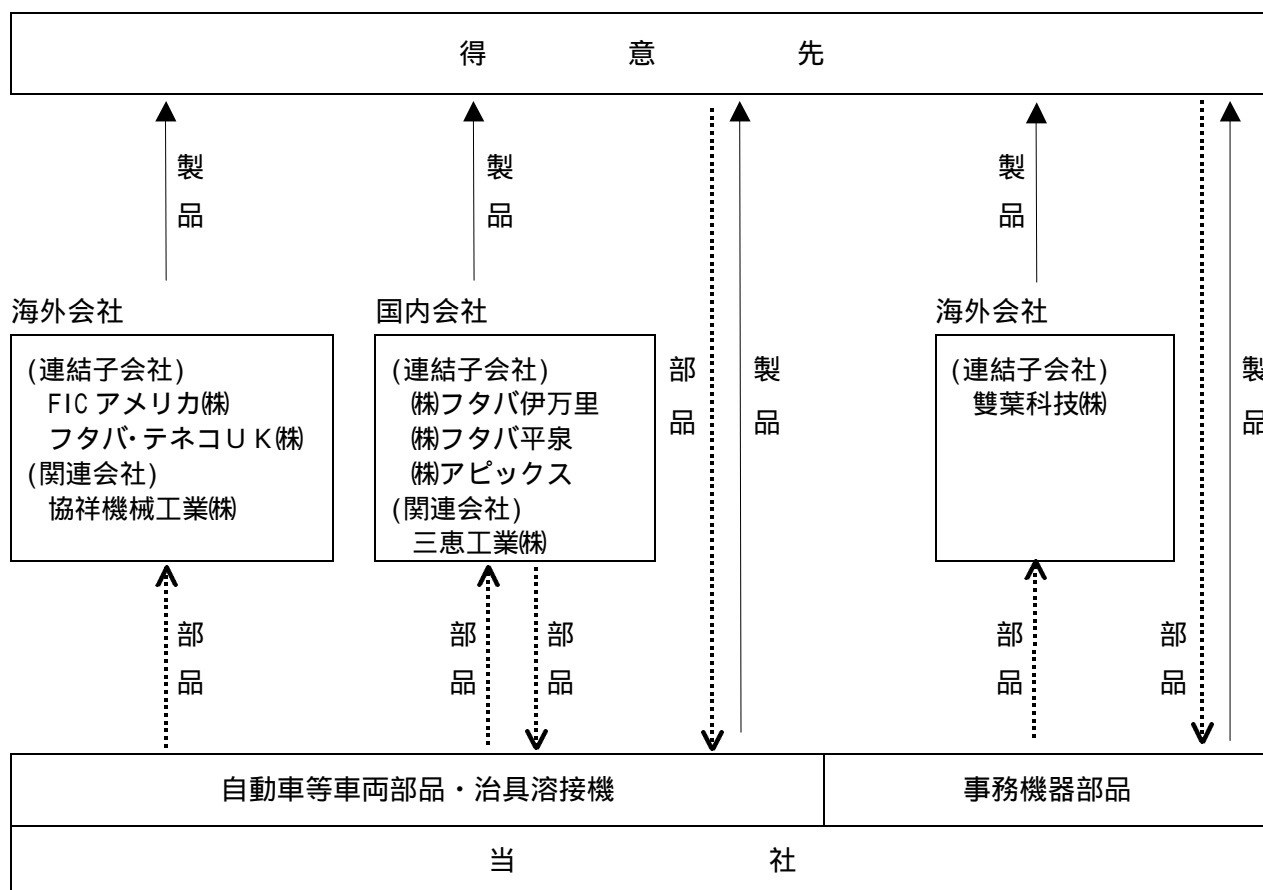 得意先
製品
製品
製品
海外会社
国内会社
海外会社
(連結子会社)
FIC アメリカ㈱
フタバ・テネコUK㈱
(関連会社)
協祥機械工業㈱
(連結子会社)
㈱フタバ伊万里
㈱フタバ平泉
㈱アピックス
(関連会社)
三恵工業㈱
部品
製品
(連結子会社)
雙葉科技㈱
製品
部品
部品
部品
部品
部品
自動車等車両部品・治具溶接機
事務機器部品
当社